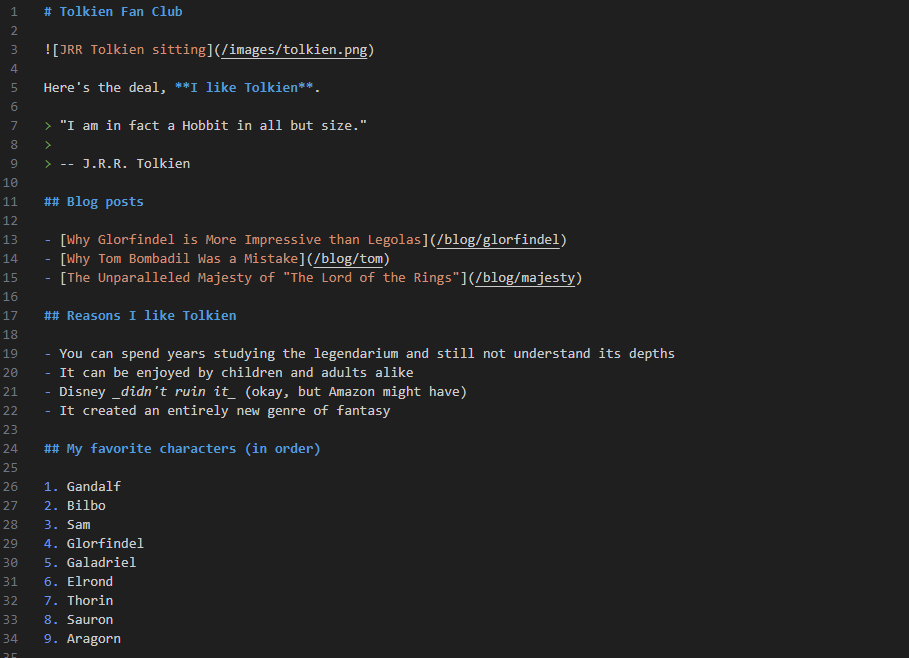 1 # Tolkien Fan Club
2
3 ![JRR Tolkien sitting](/images/tolkien.png)
4
5 Here's the deal, **I like Tolkien**.
6
7 > "I am in fact a Hobbit in all but size."
8 >
9 > -- J.R.R. Tolkien
10
11 ## Blog posts
12
13 - [Why Glorfindel is More Impressive than Legolas](/blog/glorfindel)
14 - [Why Tom Bombadil Was a Mistake](/blog/tom)
15 - [The Unparalleled Majesty of "The Lord of the Rings"](/blog/majesty)
16
17 ## Reasons I like Tolkien
18
19 - You can spend years studying the legendarium and still not understand its depths
20 - It can be enjoyed by children and adults alike
21 - Disney _didn't ruin it_ (okay, but Amazon might have)
22 - It created an entirely new genre of fantasy
23
24 ## My favorite characters (in order)
25
26 1. Gandalf
27 2. Bilbo
28 3. Sam
29 4. Glorfindel
30 5. Galadriel
31 6. Elrond
32 7. Thorin
33 8. Sauron
34 9. Aragorn
35